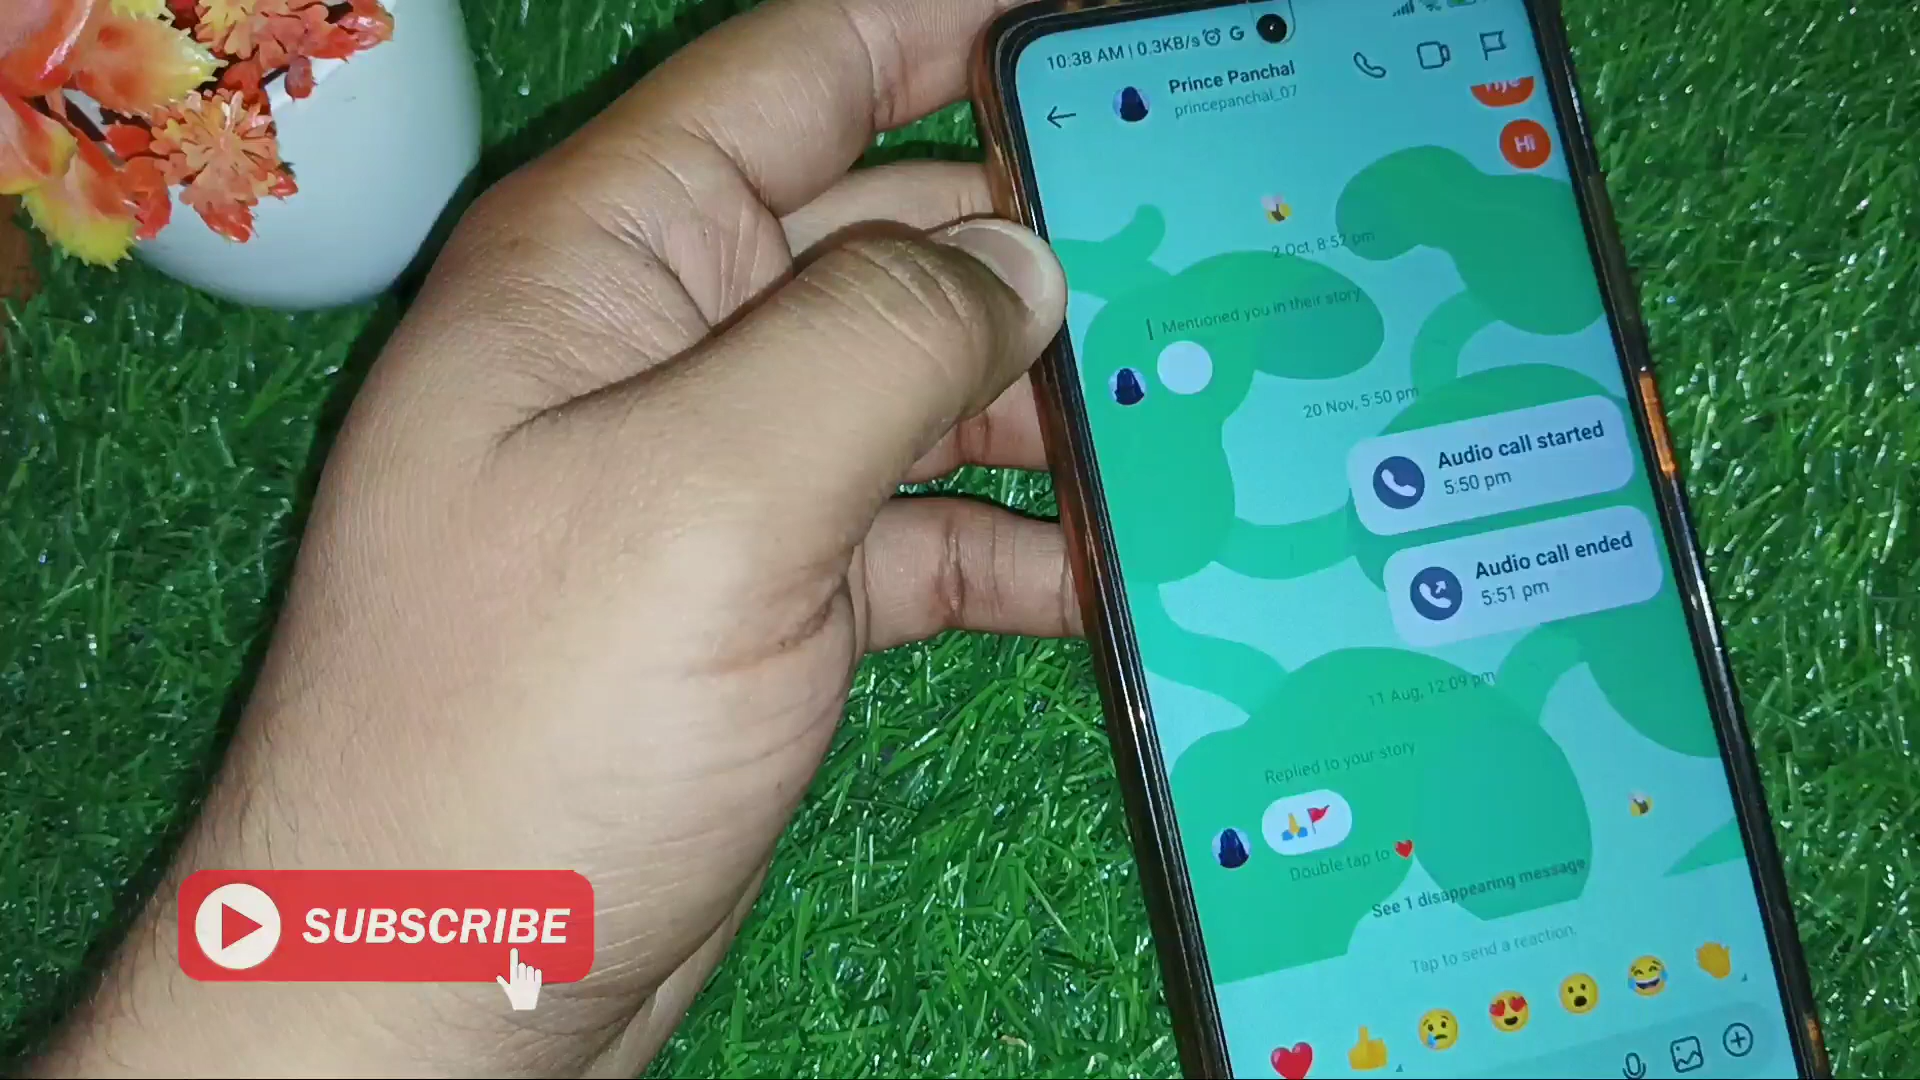 10:38 AM | 0.3KB/s G
Prince Panchal
princepanchal_07
Hi
2 Oct, 8:52 pm
Mentioned you in their story
20 Nov, 5:50 pm
Audio call started
5:50 pm
Audio call ended
5:51 pm
11 Aug, 12:09 pm
Replied to your story
Double tap to ❤️
See 1 disappearing message
Tap to send a reaction.
SUBSCRIBE